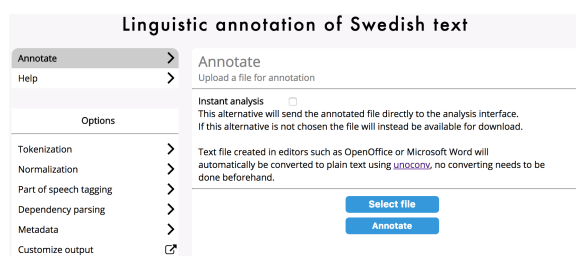 Linguistic annotation of Swedish text
Annotate
Help
Options
Tokenization
Normalization
Part of speech tagging
Dependency parsing
Metadata
Customize output
Annotate
Upload a file for annotation
Instant analysis
This alternative will send the annotated file directly to the analysis interface.
If this alternative is not chosen the file will instead be available for download.
Text file created in editors such as OpenOffice or Microsoft Word will
automatically be converted to plain text using unoconv, no converting needs to be
done beforehand.
Select file
Annotate